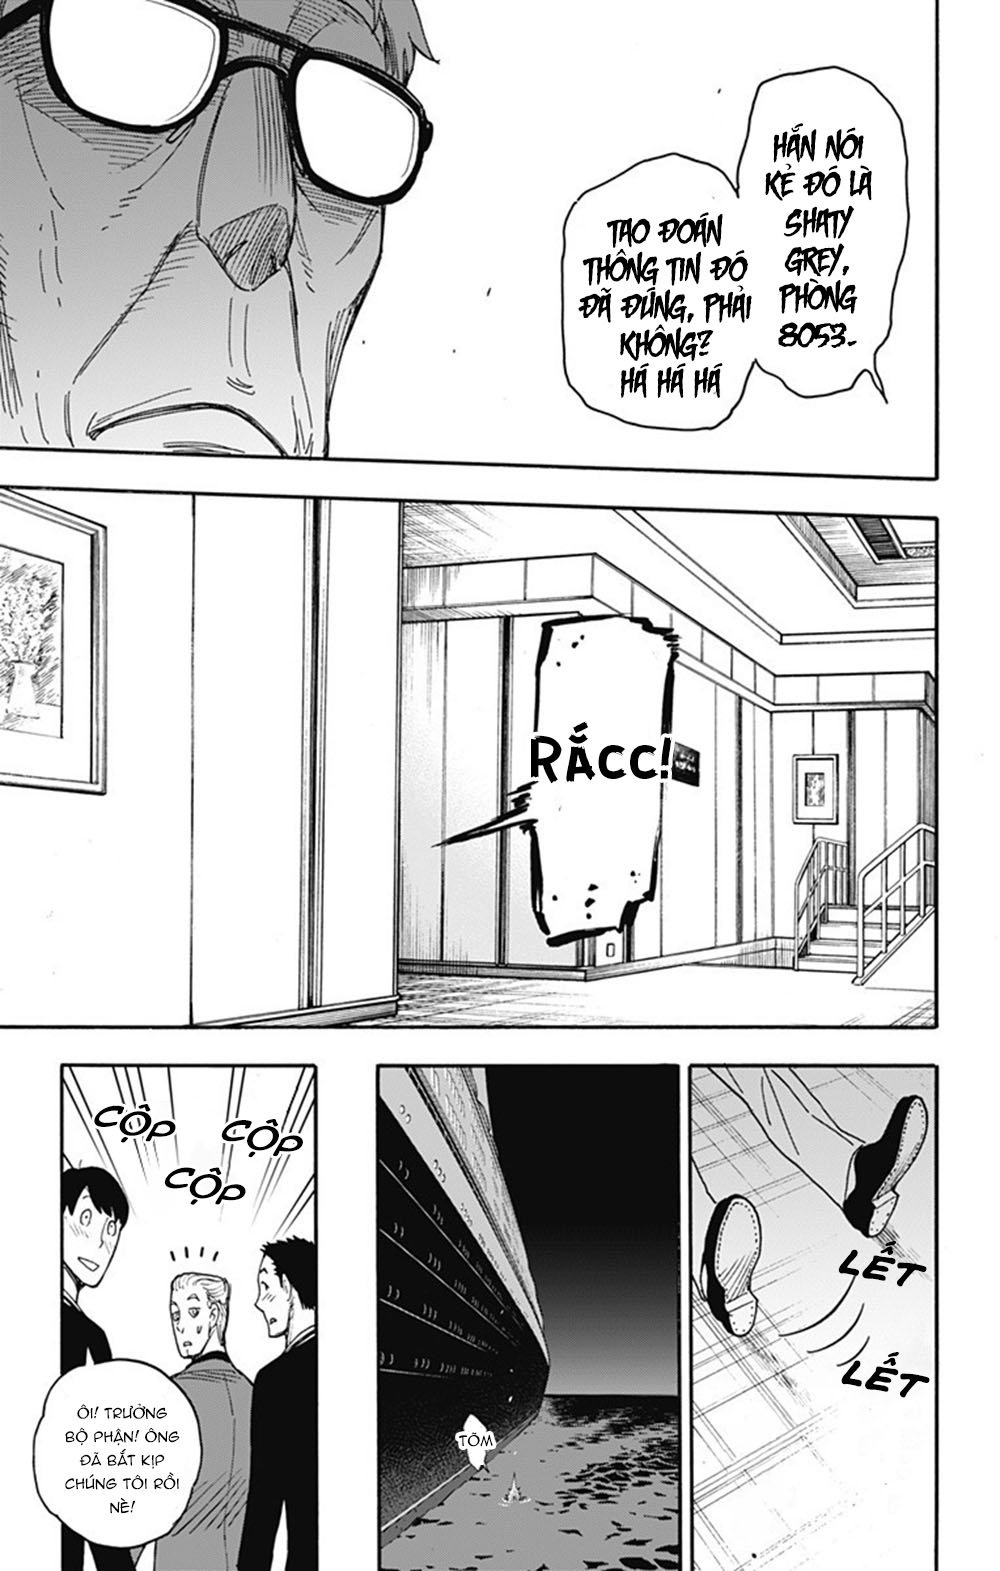 HẮN NÓI
KẺ ĐÓ LÀ
SHATY
GREY,
PHÒNG
8053.
TAO ĐOÁN
THÔNG TIN ĐÓ
ĐÃ ĐÚNG, PHẢI
KHÔNG?
HÁ HÁ HÁ
RẮCC!
LẾT
LẾT
TÕM
CỘP
CỘP
CỘP
ÔI! TRƯỞNG
BỘ PHẬN! ÔNG
ĐÃ BẮT KỊP
CHÚNG TÔI RỒI
NÈ!